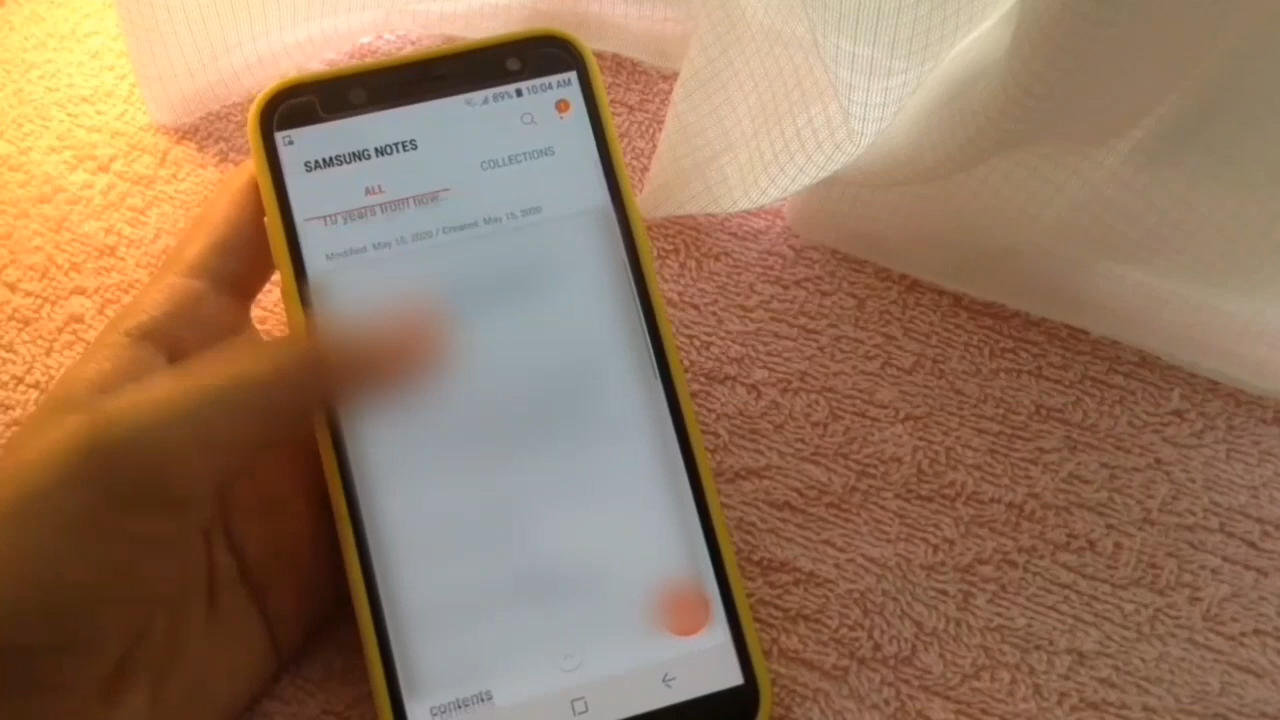 89% 10:04 AM
SAMSUNG NOTES
ALL
COLLECTIONS
10 years from now...
Modified: May 15, 2020 / Created: May 15, 2020
contents